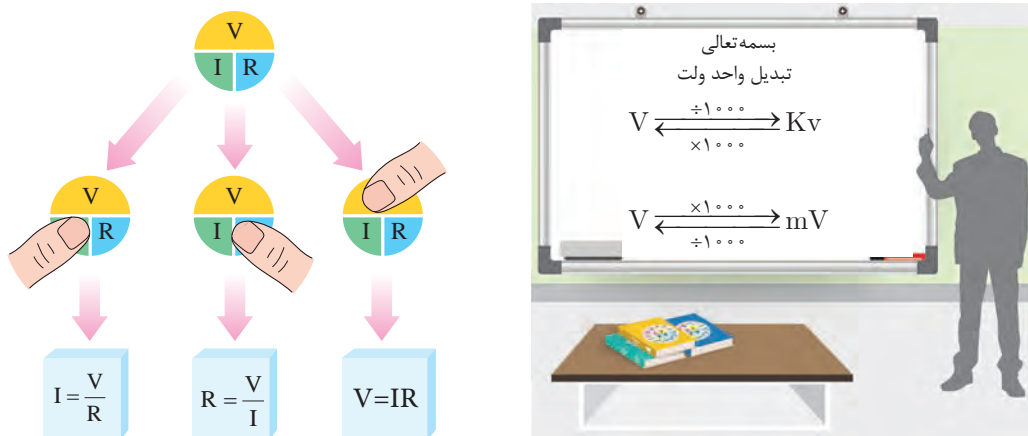 V
I R
V
R
V
I
I R
I = V/R
R = V/I
V=IR
بسمه‌تعالی
تبدیل واحد ولت
÷۱۰۰۰
V Kv
×۱۰۰۰
×۱۰۰۰
V mV
÷۱۰۰۰